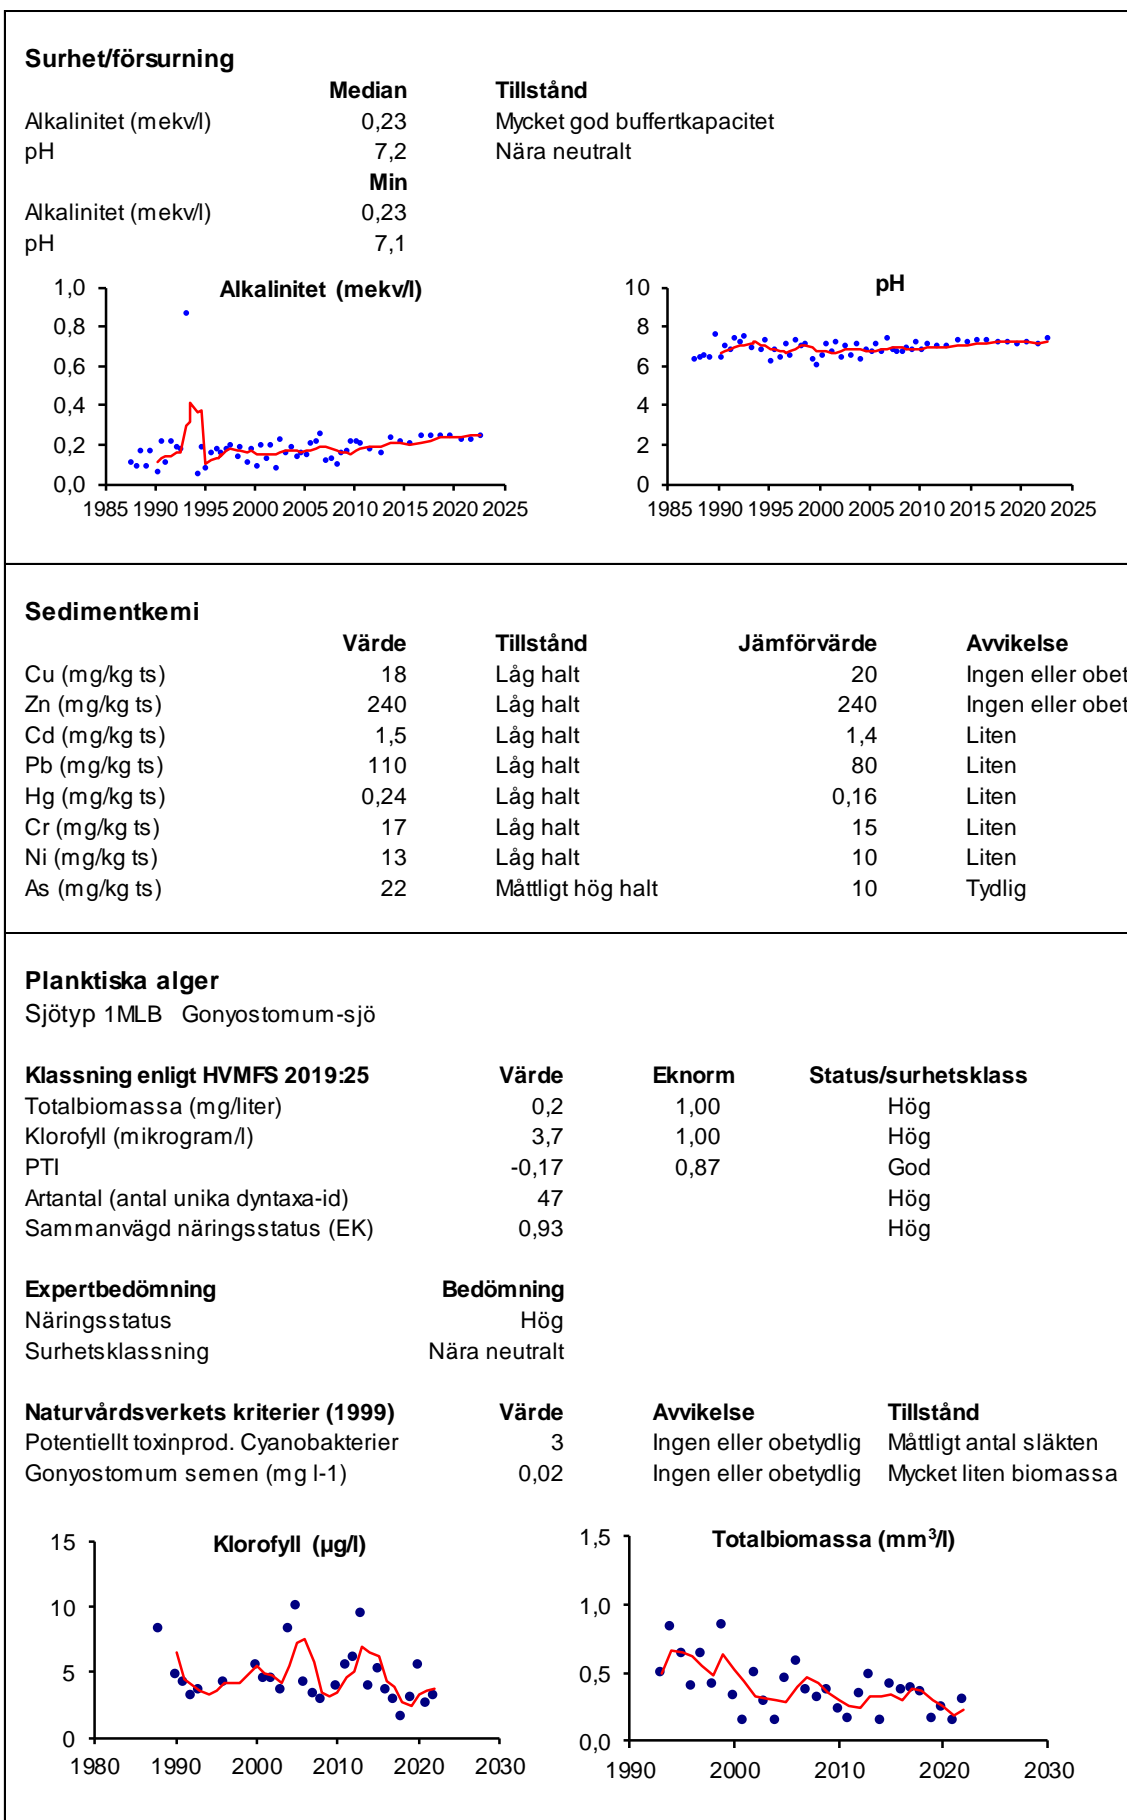 Surhet/försurning
Median Tillstånd
Alkalinitet (mekv/l) 0,23 Mycket god buffertkapacitet
pH 7,2 Nära neutralt
Min
Alkalinitet (mekv/l) 0,23
pH 7,1
Alkalinitet (mekv/l)
1,0
0,8
0,6
0,4
0,2
0,0
1985 1990 1995 2000 2005 2010 2015 2020 2025
pH
10
8
6
4
2
0
1985 1990 1995 2000 2005 2010 2015 2020 2025
Sedimentkemi
Värde Tillstånd Jämförvärde Avvikelse
Cu (mg/kg ts) 18 Låg halt 20 Ingen eller obet
Zn (mg/kg ts) 240 Låg halt 240 Ingen eller obet
Cd (mg/kg ts) 1,5 Låg halt 1,4 Liten
Pb (mg/kg ts) 110 Låg halt 80 Liten
Hg (mg/kg ts) 0,24 Låg halt 0,16 Liten
Cr (mg/kg ts) 17 Låg halt 15 Liten
Ni (mg/kg ts) 13 Låg halt 10 Liten
As (mg/kg ts) 22 Måttligt hög halt 10 Tydlig
Planktiska alger
Sjötyp 1MLB Gonyostomum-sjö
Klassning enligt HVMFS 2019:25 Värde Eknorm Status/surhetsklass
Totalbiomassa (mg/liter) 0,2 1,00 Hög
Klorofyll (mikrogram/l) 3,7 1,00 Hög
PTI -0,17 0,87 God
Artantal (antal unika dyntaxa-id) 47 Hög
Sammanvägd näringsstatus (EK) 0,93 Hög
Expertbedömning Bedömning
Näringsstatus Hög
Surhetsklassning Nära neutralt
Naturvårdsverkets kriterier (1999) Värde Avvikelse Tillstånd
Potentiellt toxinprod. Cyanobakterier 3 Ingen eller obetydlig Måttligt antal släkten
Gonyostomum semen (mg l-1) 0,02 Ingen eller obetydlig Mycket liten biomassa
Klorofyll (µg/l)
15
10
5
0
1980 1990 2000 2010 2020 2030
Totalbiomassa (mm³/l)
1,5
1,0
0,5
0,0
1990 2000 2010 2020 2030